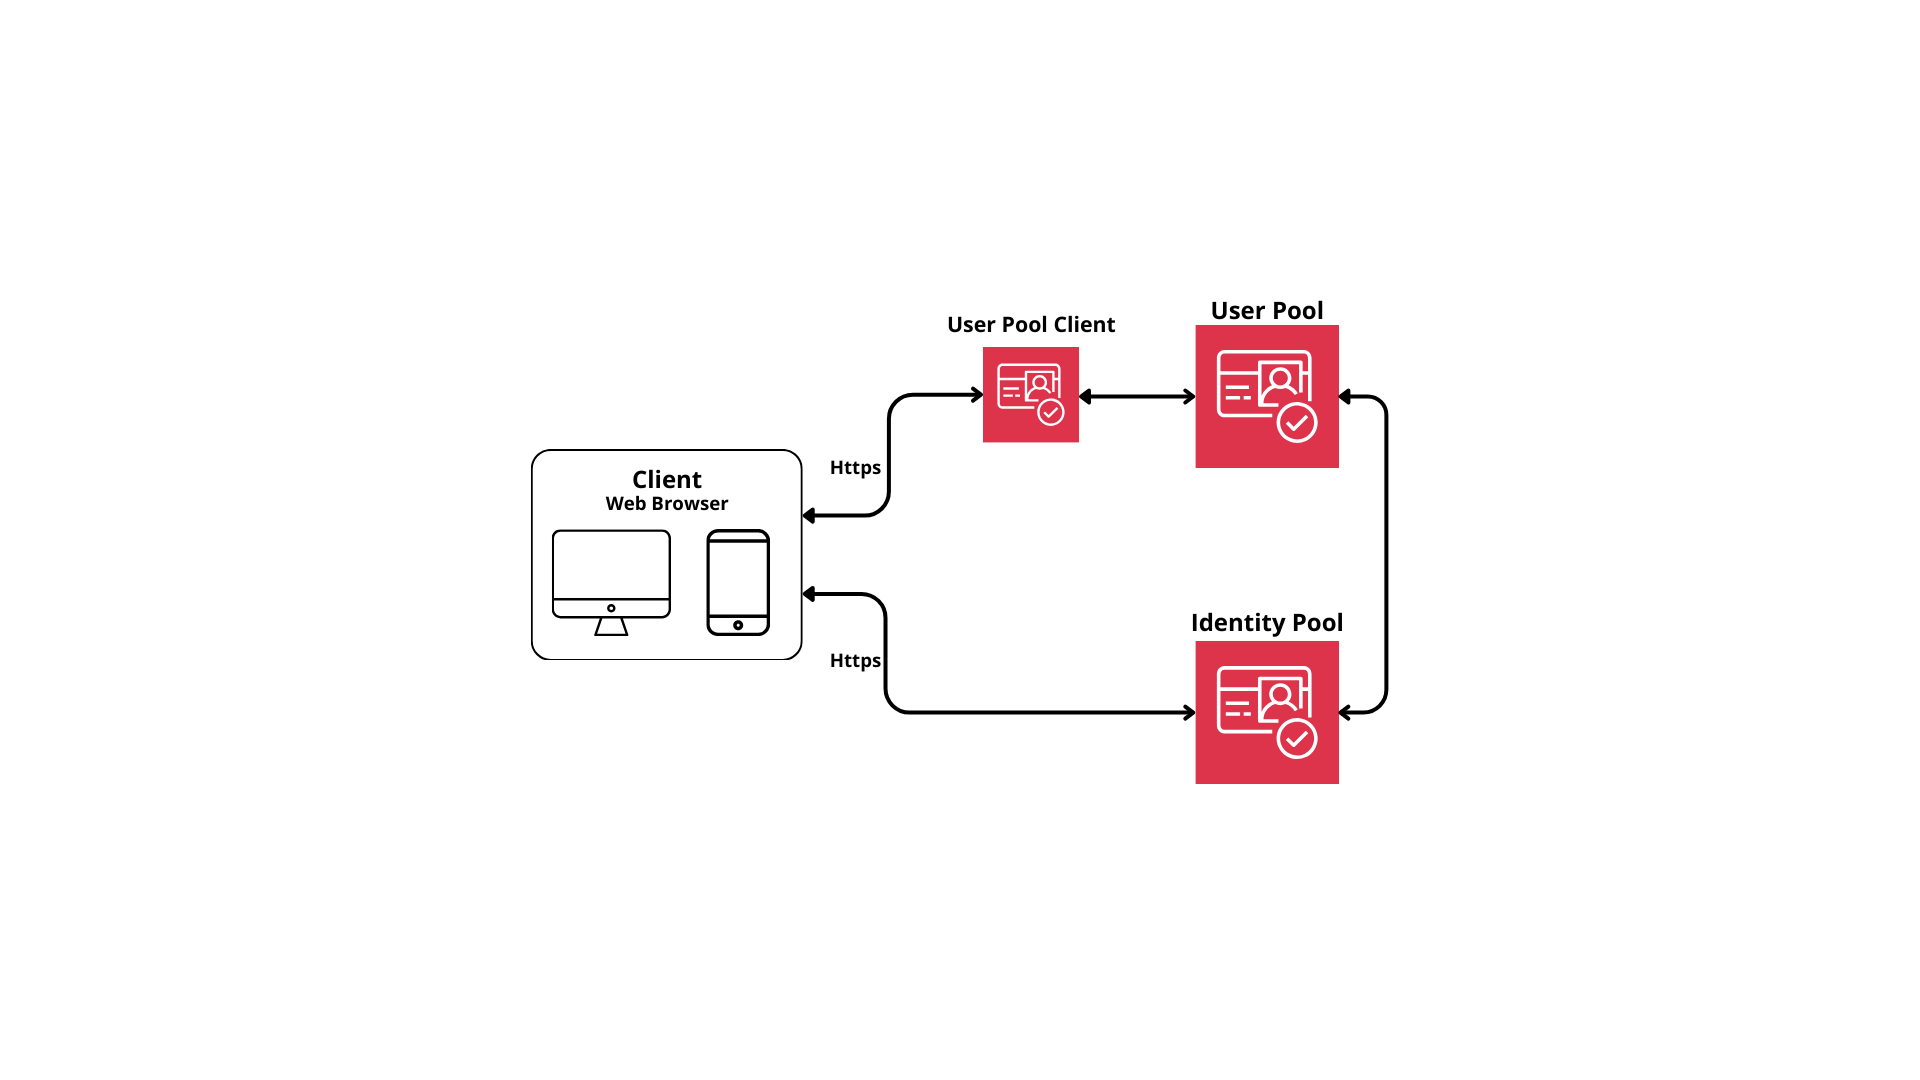 User Pool
User Pool Client
Https
Client
Web Browser
Identity Pool
Https